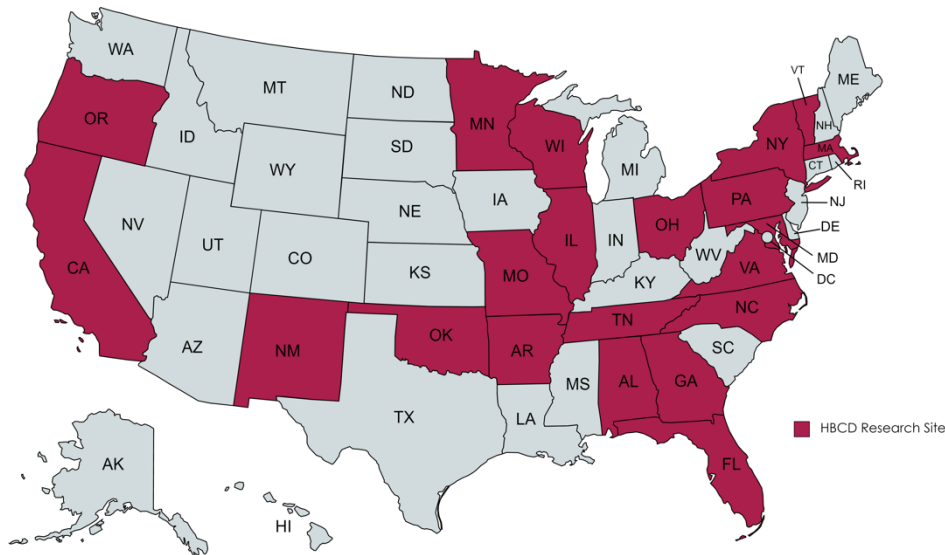 WA
MT
ND
MN
VT
ME
OR
ID
SD
WI
NY
NH
MA
WY
MI
CT
RI
NE
IA
PA
NJ
NV
UT
CO
IL
IN
OH
DE
CA
KS
MO
WV
VA
MD
KY
DC
NC
TN
AZ
NM
OK
AR
SC
MS
AL
GA
TX
LA
HBCD Research Site
AK
FL
HI